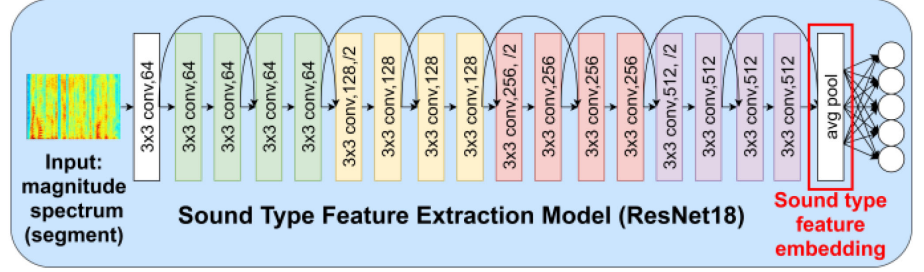 Input:
magnitude
spectrum
(segment)
3x3 conv,64
3x3 conv,64
3x3 conv,64
3x3 conv,64
3x3 conv,64
3x3 conv,128,/2
3x3 conv,128
3x3 conv,128
3x3 conv,128
3x3 conv,256, /2
3x3 conv,256
3x3 conv,256
3x3 conv,256
3x3 conv,512, /2
3x3 conv,512
3x3 conv,512
3x3 conv,512
avg pool
Sound Type Feature Extraction Model (ResNet18)
Sound type
feature
embedding